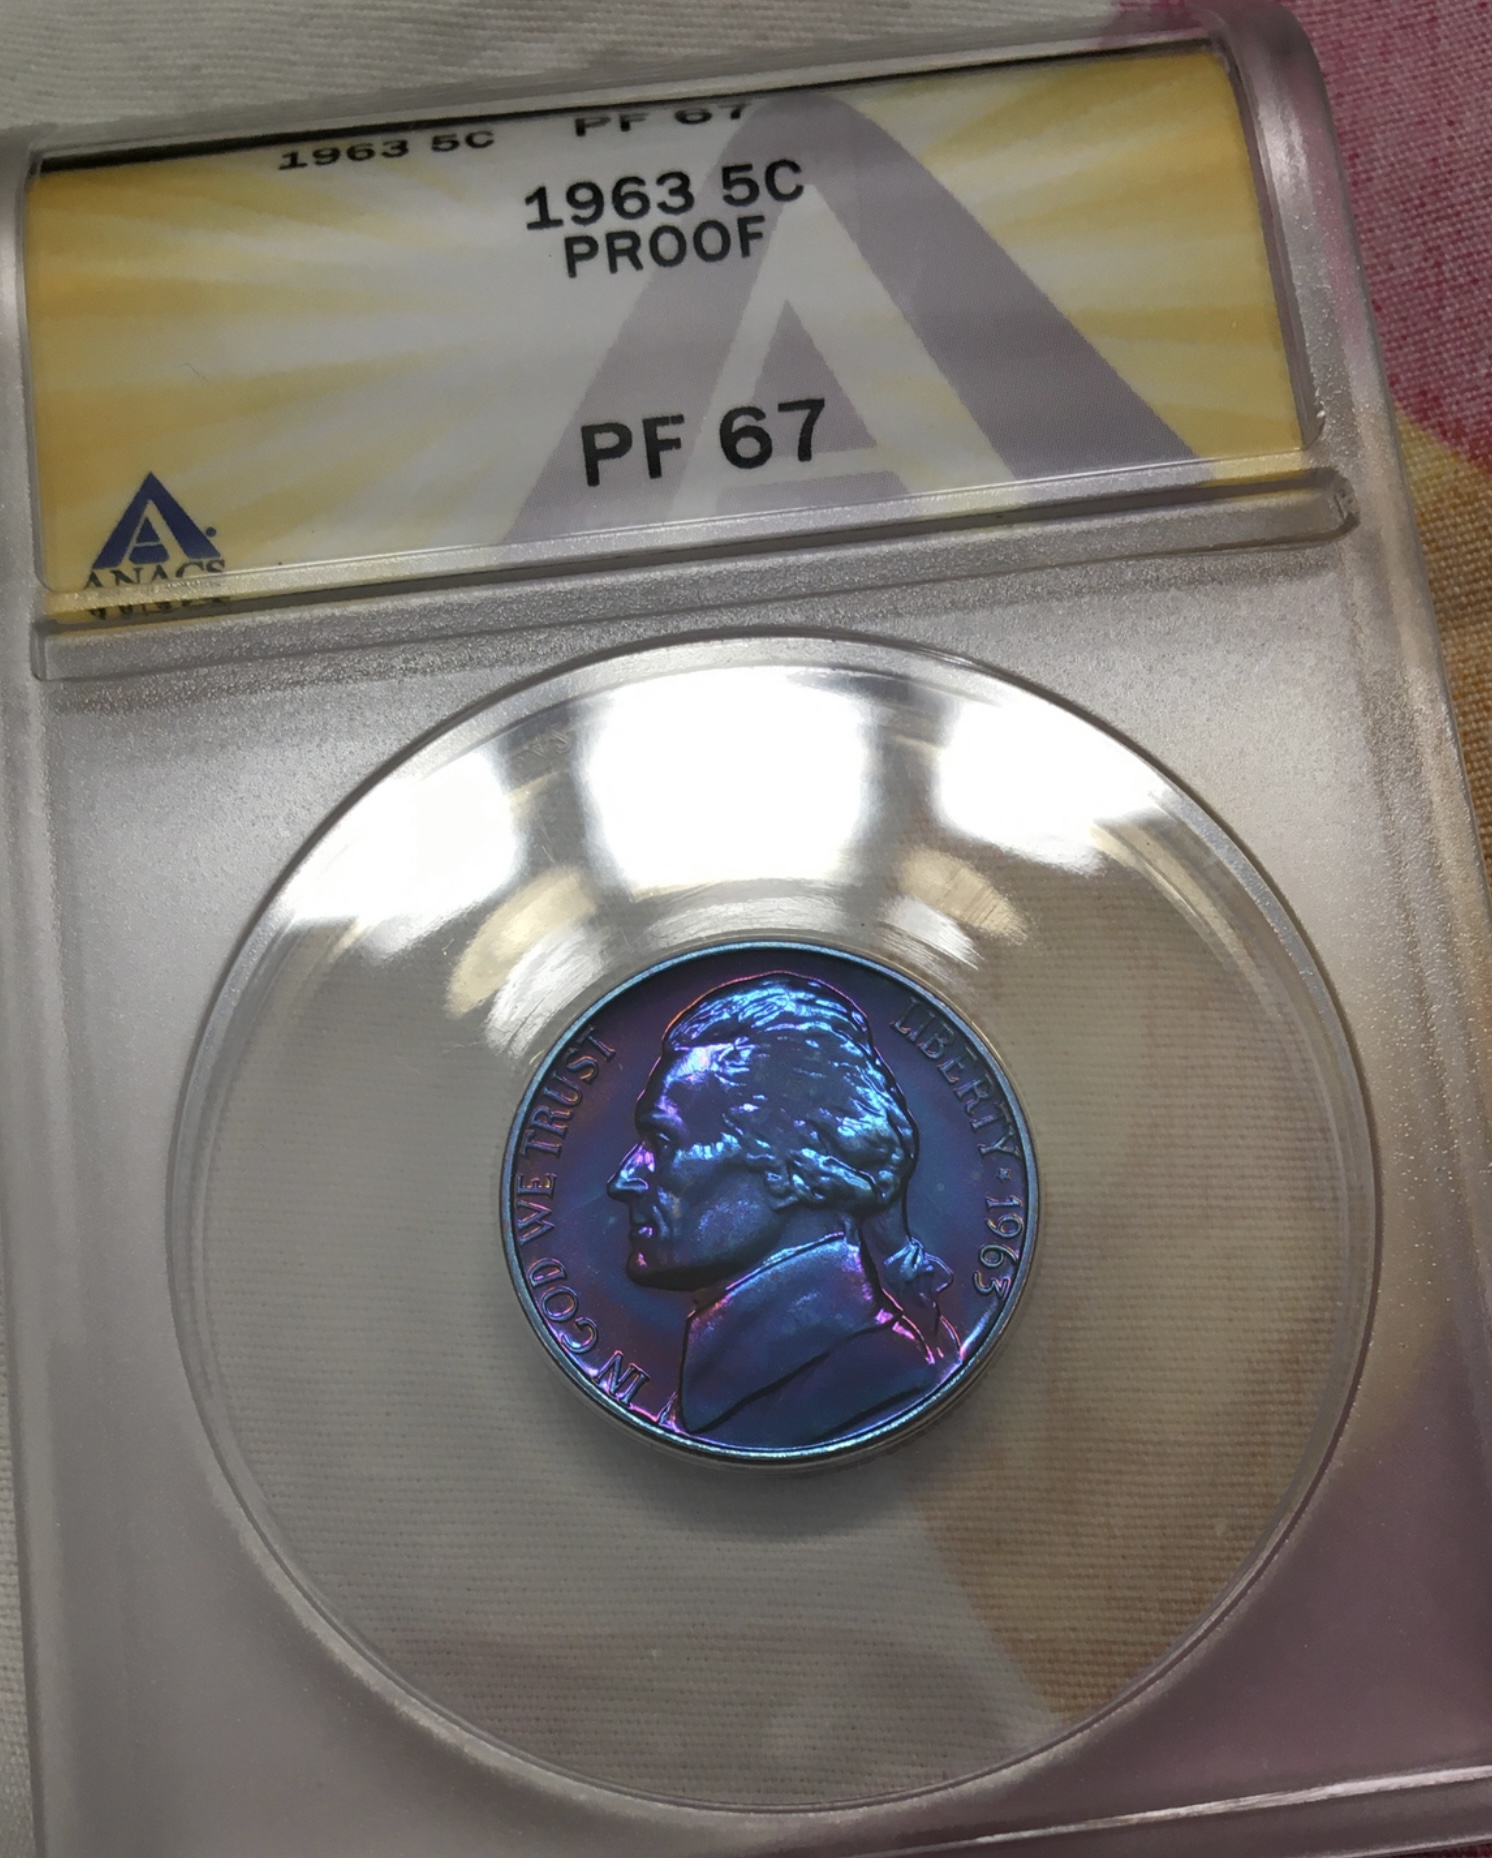 1963 5C PF 67
1963 5C
PROOF
PF 67
ANACS
IN GOD WE TRUST
LIBERTY * 1963